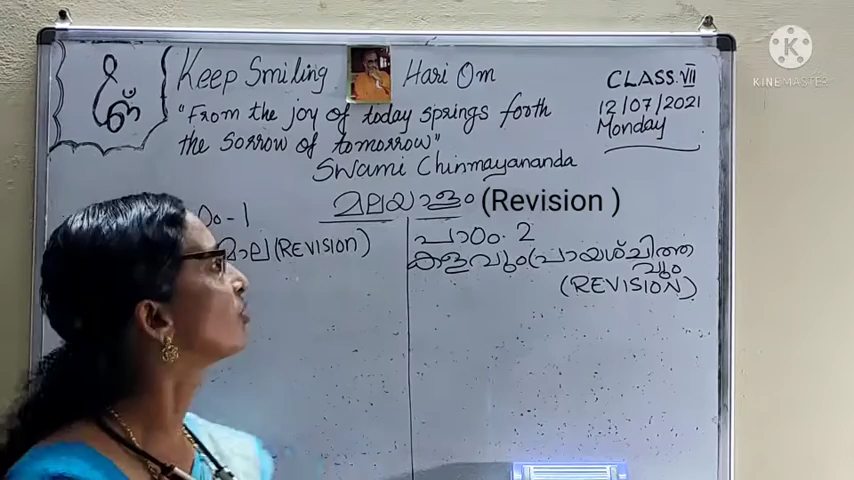 ഓം
Keep Smiling Hari Om
"From the joy of today springs forth
the sorrow of tomorrow"
Swami Chinmayananda
CLASS.VII
12/07/2021
Monday
മലയാളം (Revision)
-1
(REVISION)
പാഠം. 2
കളവും പ്രായശ്ചിത്ത
വും
(REVISION)
K
KINEMASTER